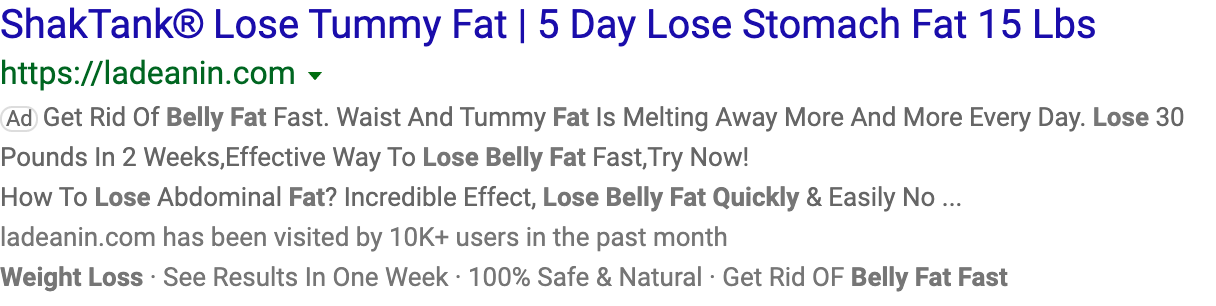 ShakTank® Lose Tummy Fat | 5 Day Lose Stomach Fat 15 Lbs
https://ladeanin.com
Ad Get Rid Of Belly Fat Fast. Waist And Tummy Fat Is Melting Away More And More Every Day. Lose 30
Pounds In 2 Weeks,Effective Way To Lose Belly Fat Fast,Try Now!
How To Lose Abdominal Fat? Incredible Effect, Lose Belly Fat Quickly & Easily No ...
ladeanin.com has been visited by 10K+ users in the past month
Weight Loss · See Results In One Week · 100% Safe & Natural · Get Rid OF Belly Fat Fast